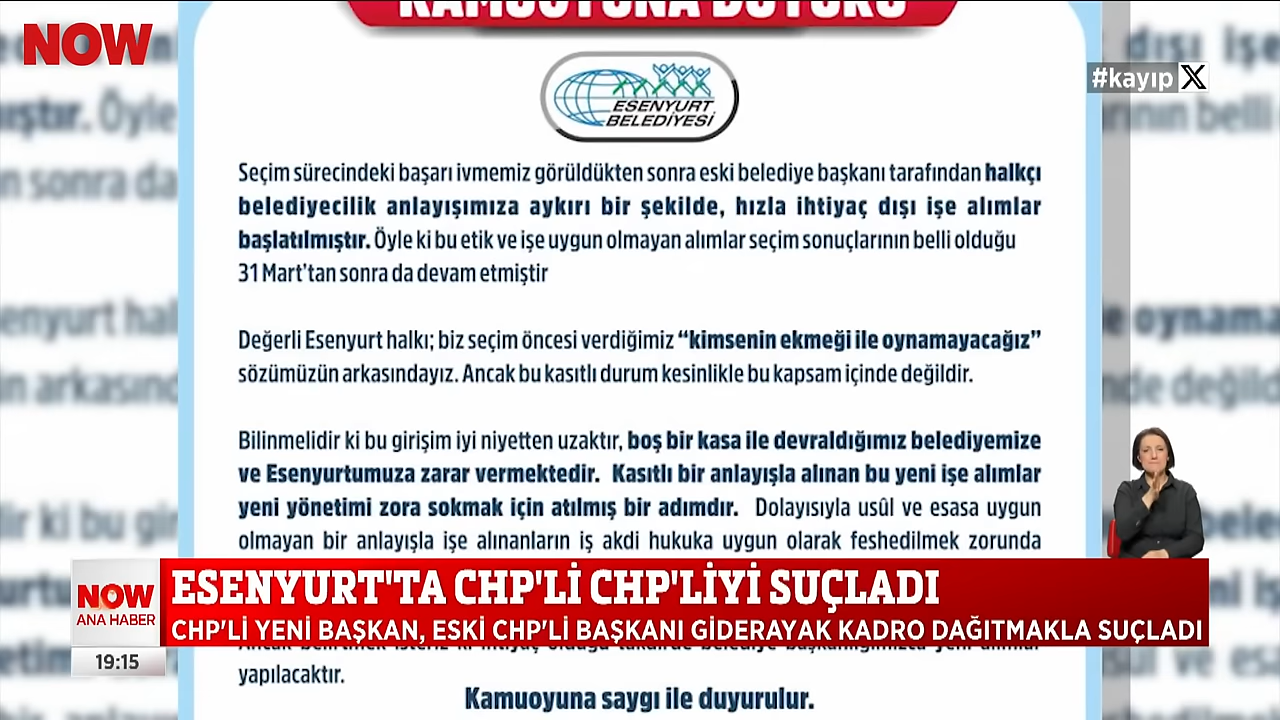 KAMUOYUNA DUYURU
NOW
#kayıp X
ESENYURT
BELEDİYESİ
Seçim sürecindeki başarı ivmemiz görüldükten sonra eski belediye başkanı tarafından halkçı
belediyecilik anlayışımıza aykırı bir şekilde, hızla ihtiyaç dışı işe alımlar
başlatılmıştır. Öyle ki bu etik ve işe uygun olmayan alımlar seçim sonuçlarının belli olduğu
31 Mart'tan sonra da devam etmiştir
Değerli Esenyurt halkı; biz seçim öncesi verdiğimiz “kimsenin ekmeği ile oynamayacağız”
sözümüzün arkasındayız. Ancak bu kasıtlı durum kesinlikle bu kapsam içinde değildir.
Bilinmelidir ki bu girişim iyi niyetten uzaktır, boş bir kasa ile devraldığımız belediyemize
ve Esenyurtumuza zarar vermektedir. Kasıtlı bir anlayışla alınan bu yeni işe alımlar
yeni yönetimi zora sokmak için atılmış bir adımdır. Dolayısıyla usûl ve esasa uygun
olmayan bir anlayışla işe alınanların iş akdi hukuka uygun olarak feshedilmek zorunda
NOW
ANA HABER
19:15
ESENYURT'TA CHP'Lİ CHP'LİYİ SUÇLADI
CHP'Lİ YENİ BAŞKAN, ESKİ CHP'Lİ BAŞKANI GİDERAYAK KADRO DAĞITMAKLA SUÇLADI
yapılacaktır.
Kamuoyuna saygı ile duyurulur.